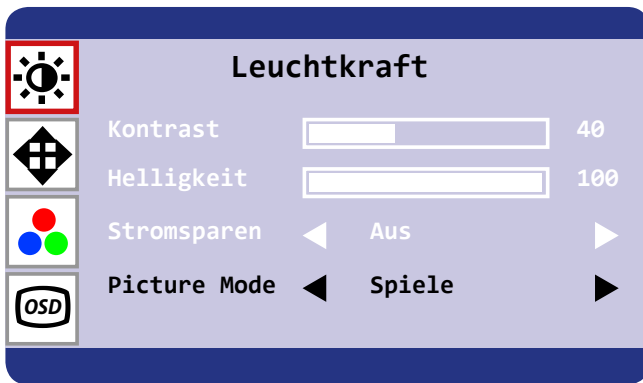 Leuchtkraft
Kontrast 40
Helligkeit 100
Stromsparen Aus
Picture Mode Spiele
OSD